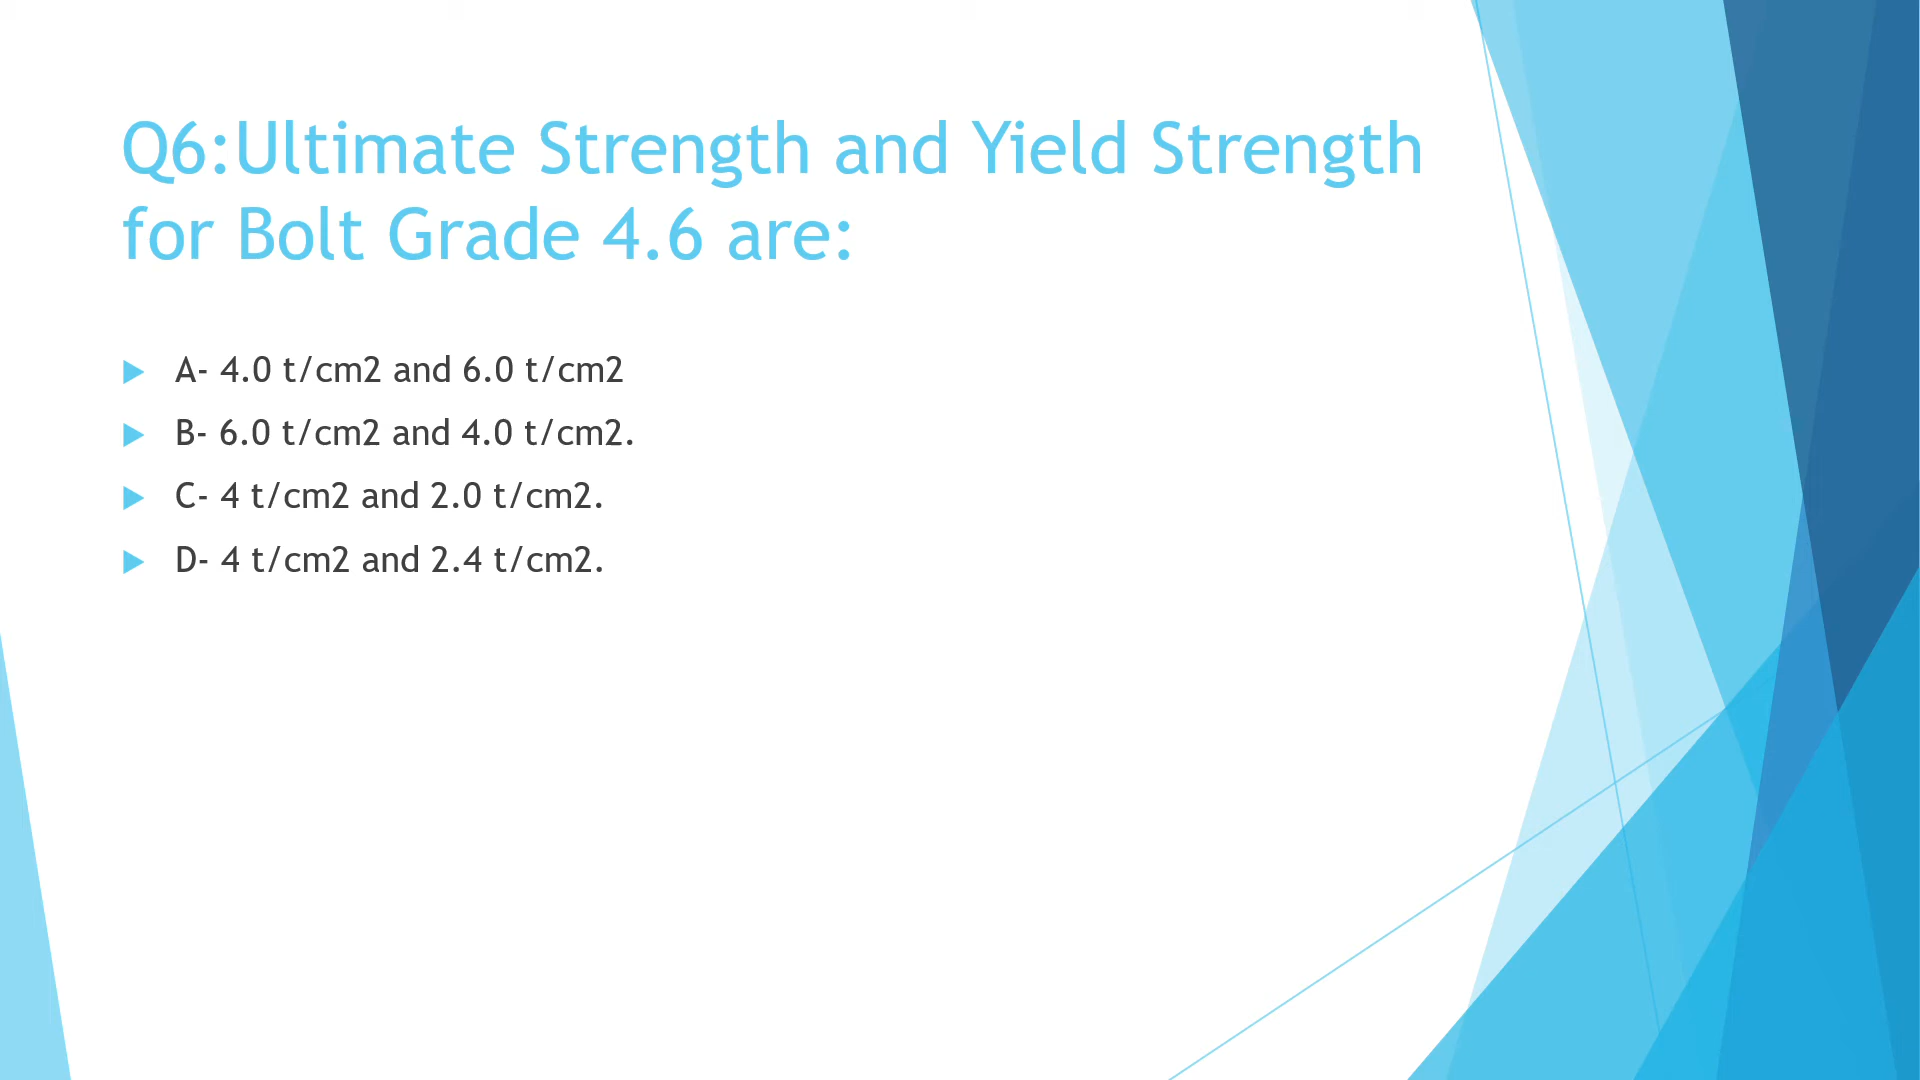 Q6:Ultimate Strength and Yield Strength
for Bolt Grade 4.6 are:
A- 4.0 t/cm2 and 6.0 t/cm2
B- 6.0 t/cm2 and 4.0 t/cm2.
C- 4 t/cm2 and 2.0 t/cm2.
D- 4 t/cm2 and 2.4 t/cm2.